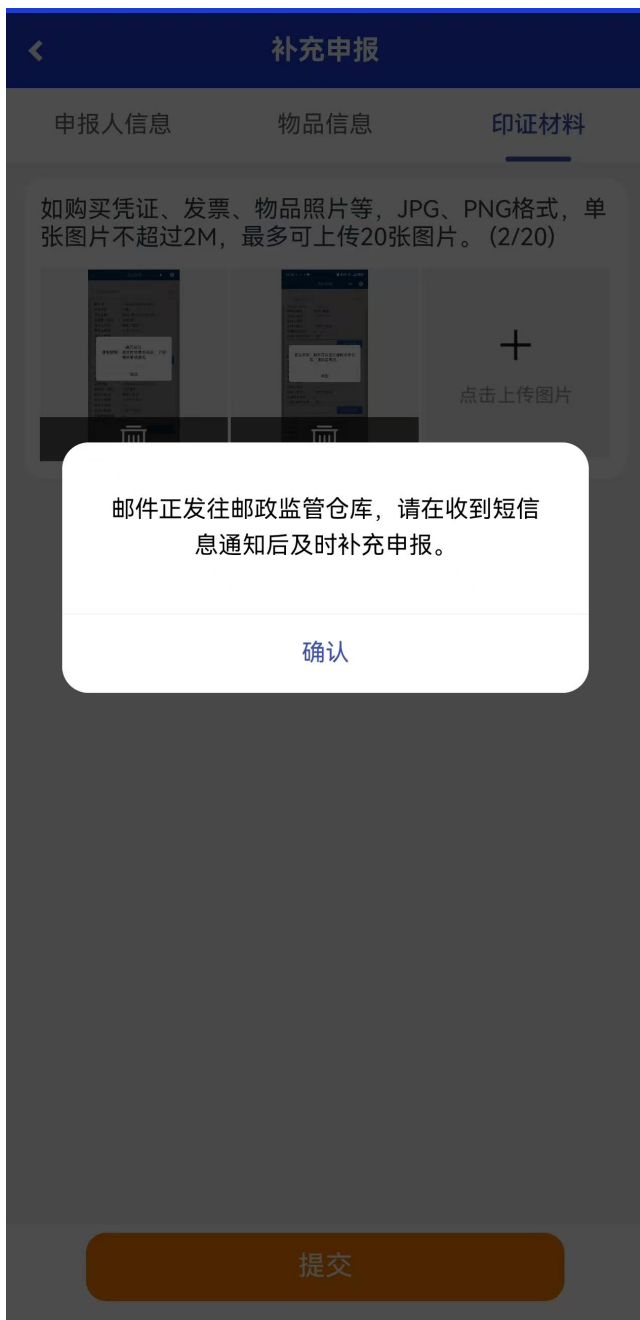 补充申报
申报人信息 物品信息 印证材料
如购买凭证、发票、物品照片等，JPG、PNG格式，单
张图片不超过2M，最多可上传20张图片。(2/20)
点击上传图片
邮件正发往邮政监管仓库，请在收到短信
息通知后及时补充申报。
确认
提交